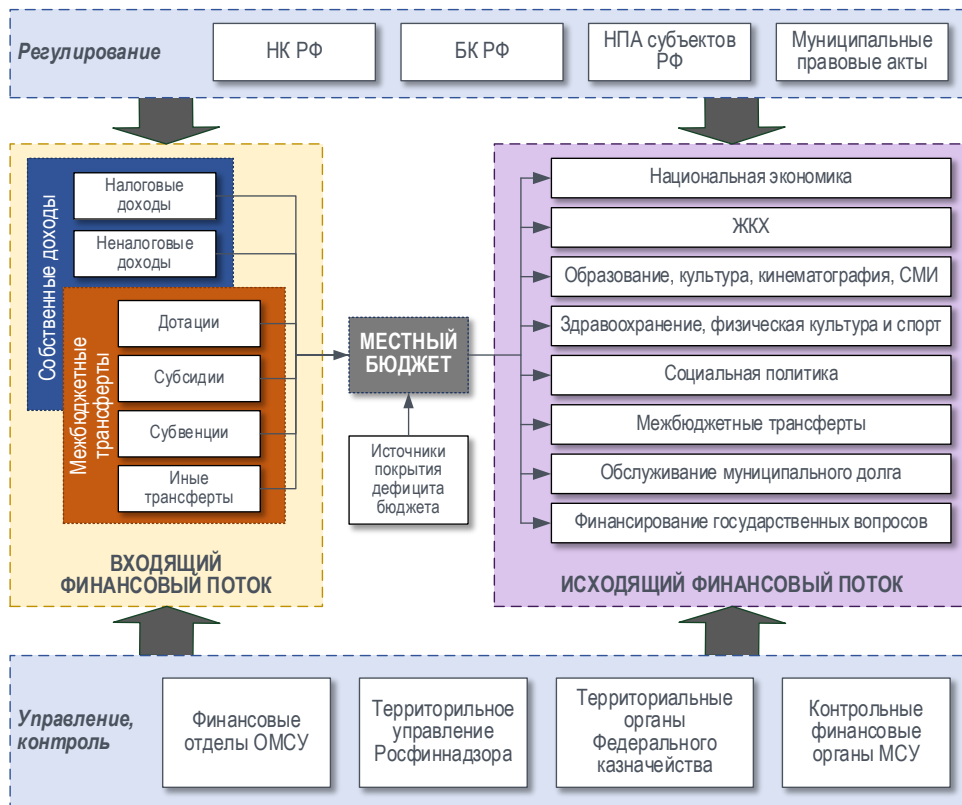 Регулирование
НК РФ
БК РФ
НПА субъектов
РФ
Муниципальные
правовые акты
Собственные доходы
Налоговые
доходы
Неналоговые
доходы
Межбюджетные
трансферты
Дотации
Субсидии
Субвенции
Иные
трансферты
ВХОДЯЩИЙ
ФИНАНСОВЫЙ ПОТОК
МЕСТНЫЙ
БЮДЖЕТ
Источники
покрытия
дефицита
бюджета
Национальная экономика
ЖКХ
Образование, культура, кинематография, СМИ
Здравоохранение, физическая культура и спорт
Социальная политика
Межбюджетные трансферты
Обслуживание муниципального долга
Финансирование государственных вопросов
ИСХОДЯЩИЙ ФИНАНСОВЫЙ ПОТОК
Управление,
контроль
Финансовые
отделы ОМСУ
Территорильное
управление
Росфиннадзора
Территориальные
органы
Федерального
казначейства
Контрольные
финансовые
органы МСУ